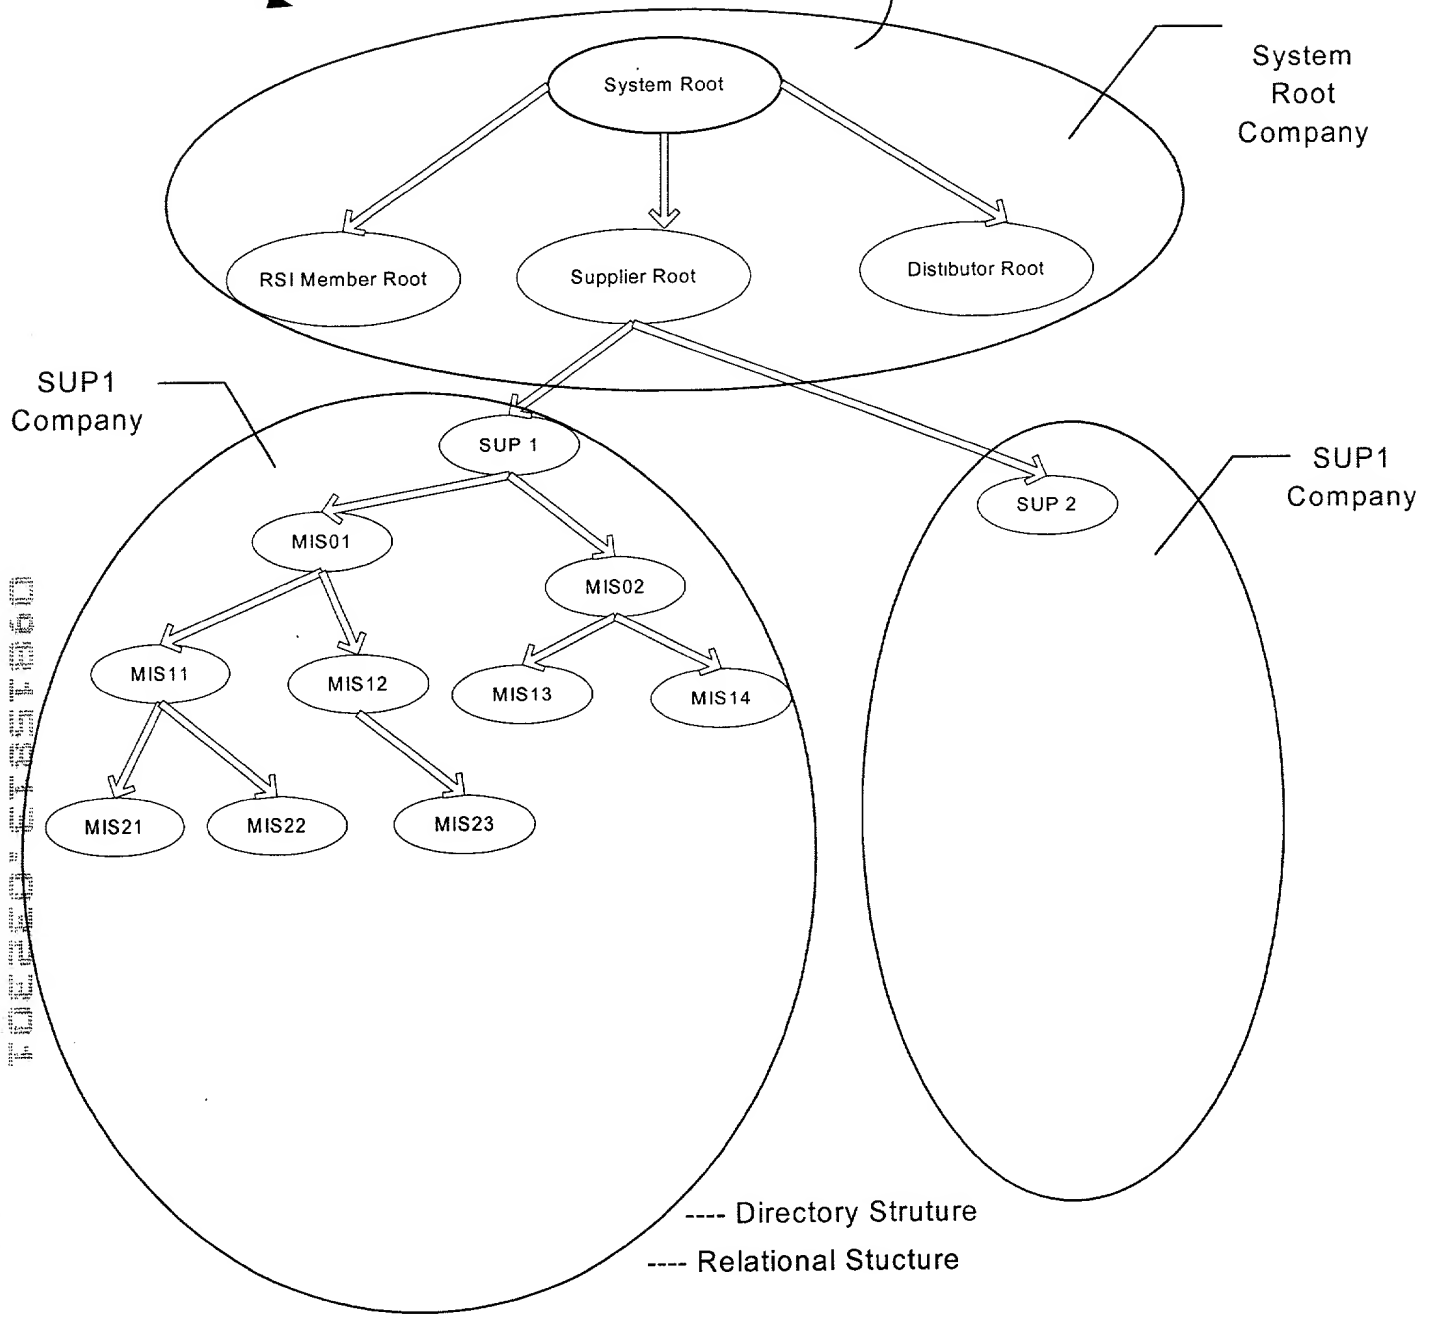 System
Root
Company
System Root
RSI Member Root
Supplier Root
Distibutor Root
SUP1
Company
SUP 1
SUP1
Company
SUP 2
MIS01
MIS02
MIS11
MIS12
MIS13
MIS14
MIS21
MIS22
MIS23
---- Directory Struture
---- Relational Stucture